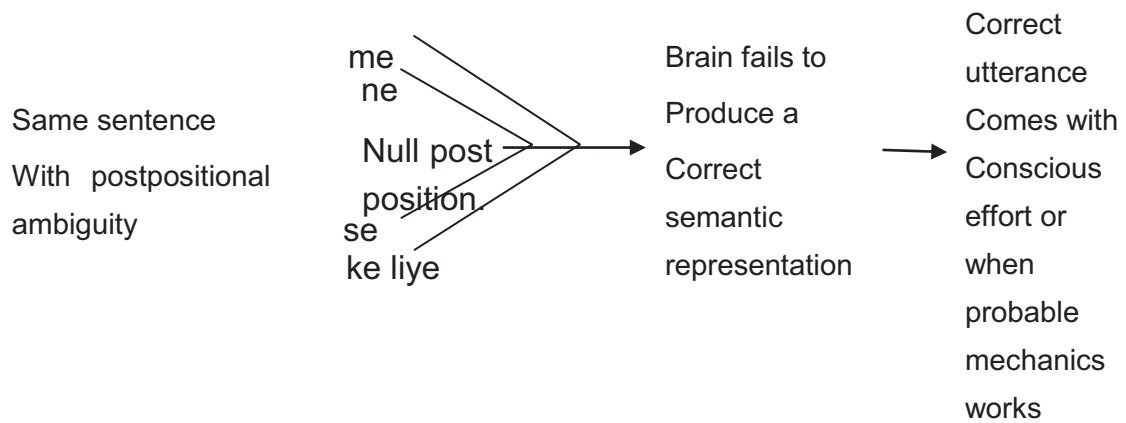 Same sentence
With postpositional
ambiguity
me
ne
Null post
position.
se
ke liye
Brain fails to
Produce a
Correct
semantic
representation
Correct
utterance
Comes with
Conscious
effort or
when
probable
mechanics
works